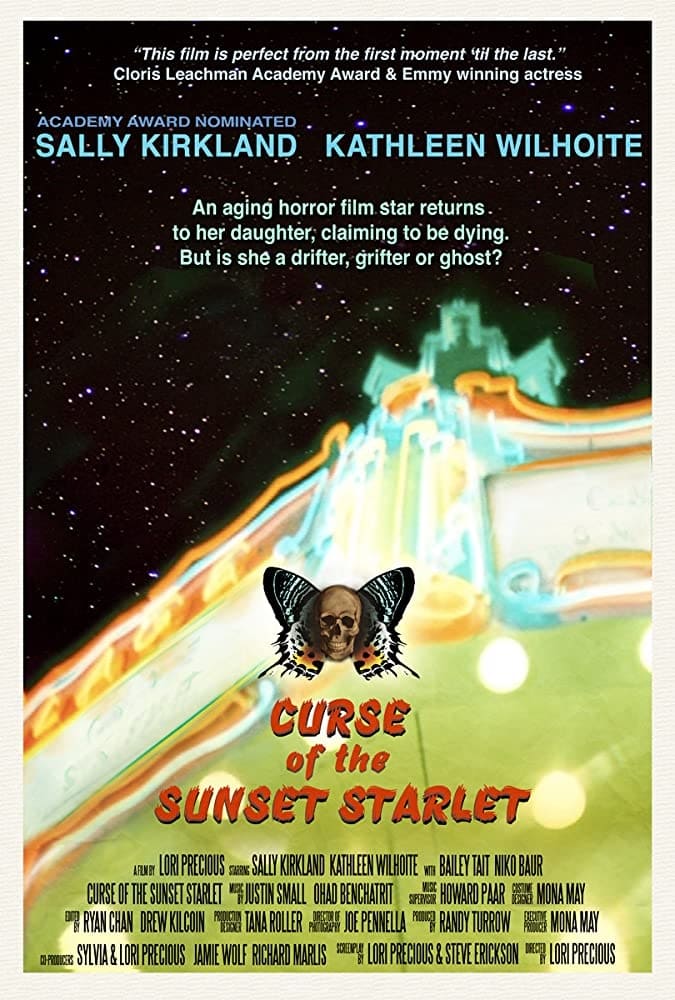 “This film is perfect from the first moment ‘til the last.”
Cloris Leachman Academy Award & Emmy winning actress
ACADEMY AWARD NOMINATED
SALLY KIRKLAND KATHLEEN WILHOITE
An aging horror film star returns
to her daughter, claiming to be dying.
But is she a drifter, grifter or ghost?
CURSE
of the
SUNSET STARLET
A FILM BY LORI PRECIOUS STARRING SALLY KIRKLAND KATHLEEN WILHOITE WITH BAILEY TAIT NIKO BAUR
CURSE OF THE SUNSET STARLET MUSIC BY JUSTIN SMALL OHAD BENCHATRIT MUSIC SUPERVISOR HOWARD PAAR COSTUME DESIGNER MONA MAY
EDITED BY RYAN CHAN DREW KILCOIN PRODUCTION DESIGNER TANA ROLLER DIRECTOR OF PHOTOGRAPHY JOE PENNELLA PRODUCED BY RANDY TURROW EXECUTIVE PRODUCER MONA MAY
CO-PRODUCERS SYLVIA & LORI PRECIOUS JAMIE WOLF RICHARD MARLIS SCREENPLAY BY LORI PRECIOUS & STEVE ERICKSON DIRECTED BY LORI PRECIOUS